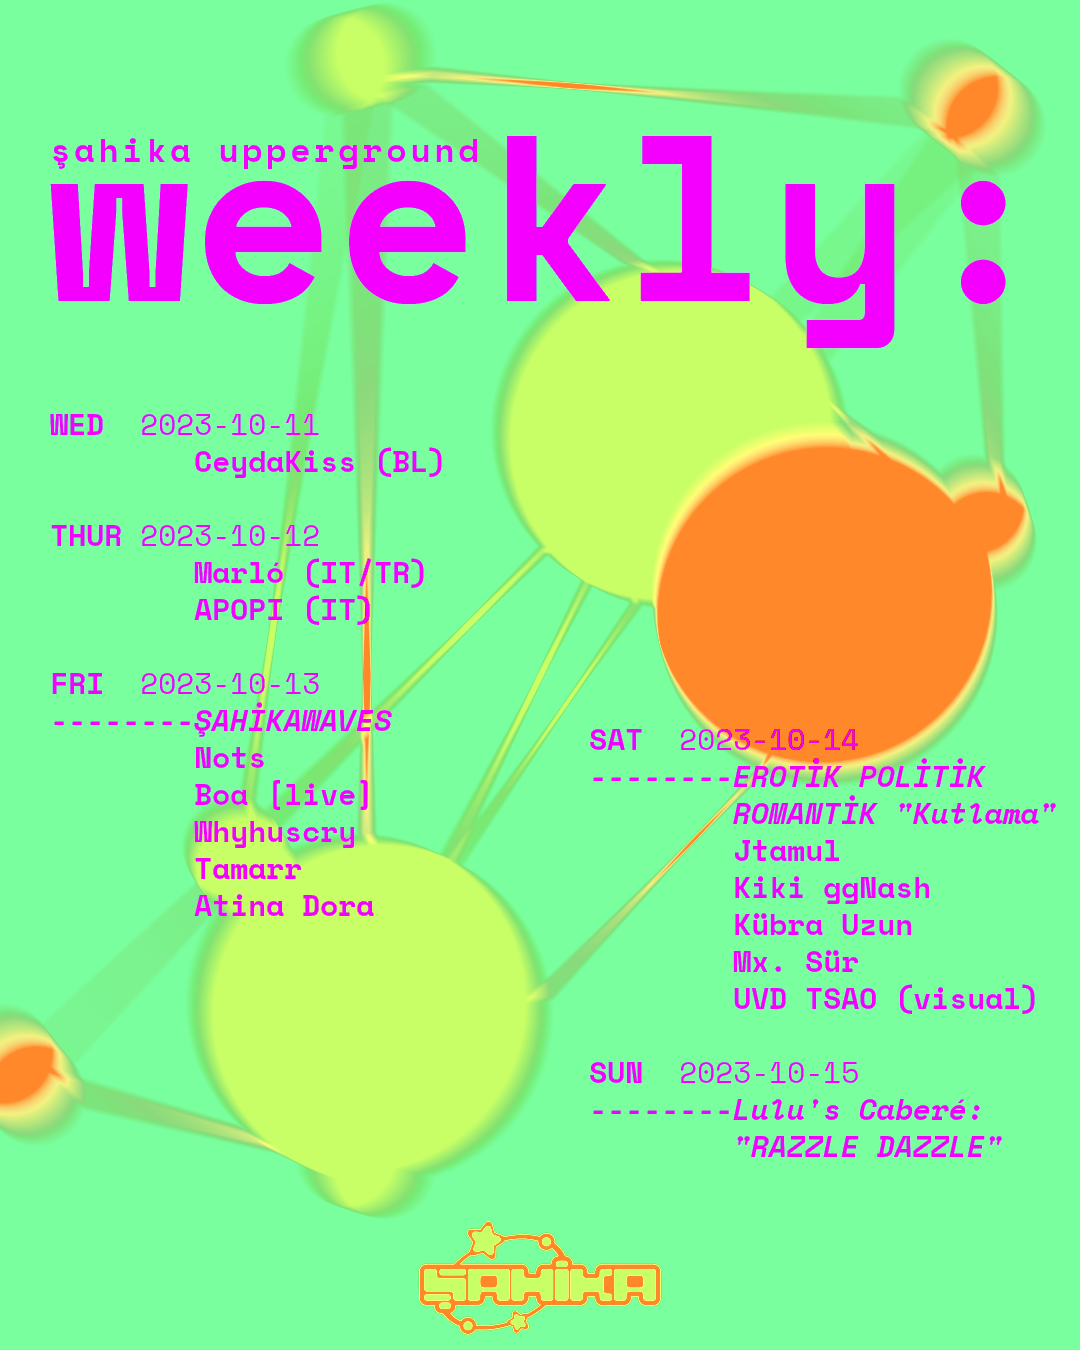 şahika upperground
weekly:
WED 2023-10-11
CeydaKiss (BL)
THUR 2023-10-12
Marló (IT/TR)
APOPI (IT)
FRI 2023-10-13
--------ŞAHİKAWAVES
Nots
Boa [live]
Whyhuscry
Tamarr
Atina Dora
SAT 2023-10-14
--------EROTİK POLİTİK
ROMANTİK "Kutlama"
Jtamul
Kiki ggNash
Kübra Uzun
Mx. Sür
UVD TSAO (visual)
SUN 2023-10-15
--------Lulu's Caberé:
"RAZZLE DAZZLE"
ŞAHİKA